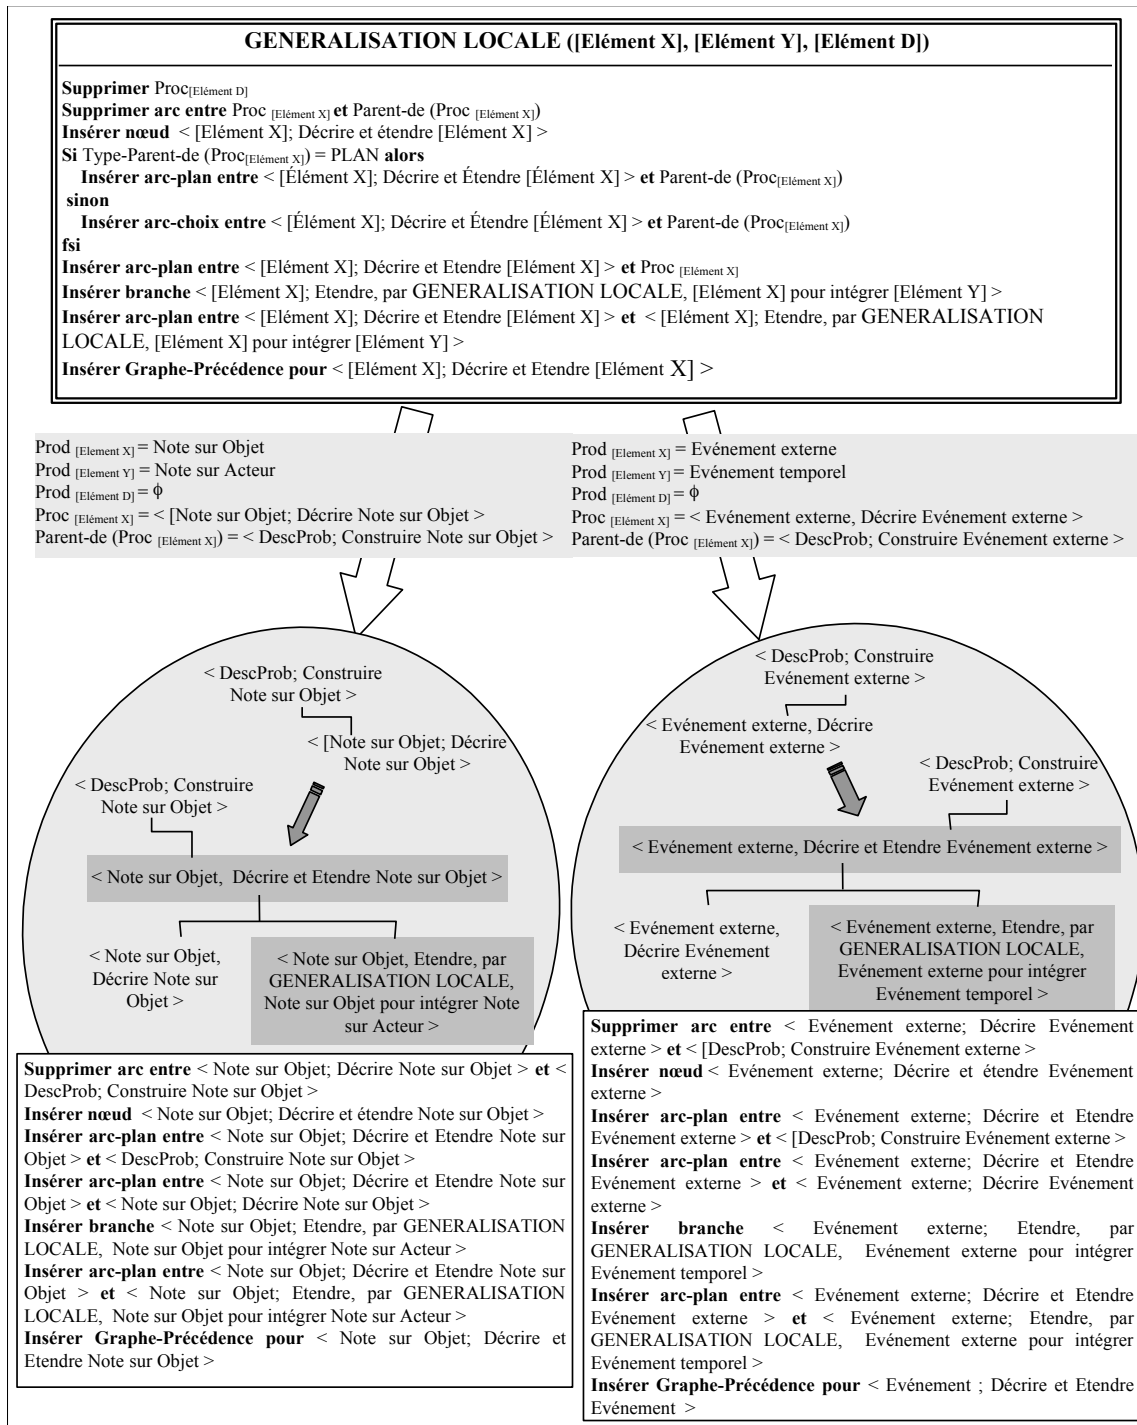 GENERALISATION LOCALE ([Elément X], [Elément Y], [Elément D])
Supprimer Proc[Elément D]
Supprimer arc entre Proc [Elément X] et Parent-de (Proc [Elément X])
Insérer nœud < [Elément X]; Décrire et étendre [Elément X] >
Si Type-Parent-de (Proc[Elément X]) = PLAN alors
Insérer arc-plan entre < [Élément X]; Décrire et Étendre [Élément X] > et Parent-de (Proc[Elément X])
sinon
Insérer arc-choix entre < [Élément X]; Décrire et Étendre [Élément X] > et Parent-de (Proc[Elément X])
fsi
Insérer arc-plan entre < [Elément X]; Décrire et Etendre [Elément X] > et Proc [Elément X]
Insérer branche < [Elément X]; Etendre, par GENERALISATION LOCALE, [Elément X] pour intégrer [Elément Y] >
Insérer arc-plan entre < [Elément X]; Décrire et Etendre [Elément X] > et < [Elément X]; Etendre, par GENERALISATION
LOCALE, [Elément X] pour intégrer [Elément Y] >
Insérer Graphe-Précédence pour < [Elément X]; Décrire et Etendre [Elément X] >
Prod [Element X] = Note sur Objet
Prod [Element Y] = Note sur Acteur
Prod [Elément D] = ϕ
Proc [Elément X] = < [Note sur Objet; Décrire Note sur Objet >
Parent-de (Proc [Elément X]) = < DescProb; Construire Note sur Objet >
Prod [Element X] = Evénement externe
Prod [Element Y] = Evénement temporel
Prod [Elément D] = ϕ
Proc [Elément X] = < Evénement externe, Décrire Evénement externe >
Parent-de (Proc [Elément X]) = < DescProb; Construire Evénement externe >
< DescProb; Construire
Note sur Objet >
< [Note sur Objet; Décrire
Note sur Objet >
< DescProb; Construire
Note sur Objet >
< Note sur Objet, Décrire et Etendre Note sur Objet >
< Note sur Objet,
Décrire Note sur
Objet >
< Note sur Objet, Etendre, par
GENERALISATION LOCALE,
Note sur Objet pour intégrer Note
sur Acteur >
< DescProb; Construire
Evénement externe >
< Evénement externe, Décrire
Evénement externe >
< DescProb; Construire
Evénement externe >
< Evénement externe, Décrire et Etendre Evénement externe >
< Evénement externe,
Décrire Evénement
externe >
< Evénement externe, Etendre, par
GENERALISATION LOCALE,
Evénement externe pour intégrer
Evénement temporel >
Supprimer arc entre < Note sur Objet; Décrire Note sur Objet > et <
DescProb; Construire Note sur Objet >
Insérer nœud < Note sur Objet; Décrire et étendre Note sur Objet >
Insérer arc-plan entre < Note sur Objet; Décrire et Etendre Note sur
Objet > et < DescProb; Construire Note sur Objet >
Insérer arc-plan entre < Note sur Objet; Décrire et Etendre Note sur
Objet > et < Note sur Objet; Décrire Note sur Objet >
Insérer branche < Note sur Objet; Etendre, par GENERALISATION
LOCALE, Note sur Objet pour intégrer Note sur Acteur >
Insérer arc-plan entre < Note sur Objet; Décrire et Etendre Note sur
Objet > et < Note sur Objet; Etendre, par GENERALISATION
LOCALE, Note sur Objet pour intégrer Note sur Acteur >
Insérer Graphe-Précédence pour < Note sur Objet; Décrire et
Etendre Note sur Objet >
Supprimer arc entre < Evénement externe; Décrire Evénement
externe > et < [DescProb; Construire Evénement externe >
Insérer nœud < Evénement externe; Décrire et étendre Evénement
externe >
Insérer arc-plan entre < Evénement externe; Décrire et Etendre
Evénement externe > et < [DescProb; Construire Evénement externe >
Insérer arc-plan entre < Evénement externe; Décrire et Etendre
Evénement externe > et < Evénement externe; Décrire Evénement
externe >
Insérer branche < Evénement externe; Etendre, par
GENERALISATION LOCALE, Evénement externe pour intégrer
Evénement temporel >
Insérer arc-plan entre < Evénement externe; Décrire et Etendre
Evénement externe > et < Evénement externe; Etendre, par
GENERALISATION LOCALE, Evénement externe pour intégrer
Evénement temporel >
Insérer Graphe-Précédence pour < Evénement ; Décrire et Etendre
Evénement >